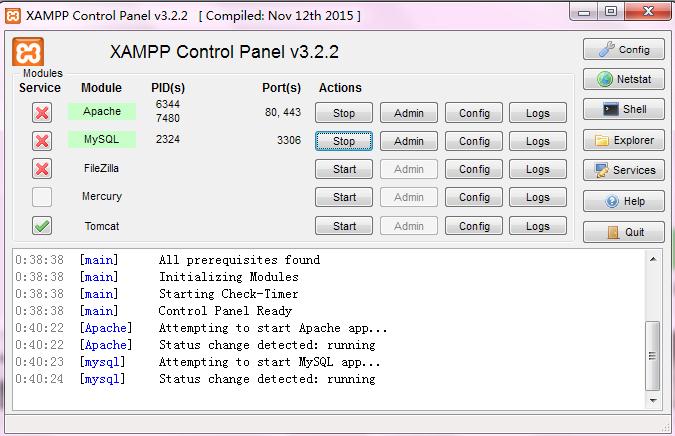 XAMPP Control Panel v3.2.2 [ Compiled: Nov 12th 2015 ]
XAMPP Control Panel v3.2.2
Config
Modules
Service Module PID(s) Port(s) Actions
Netstat
Apache 6344 7480 80, 443 Stop Admin Config Logs
Shell
MySQL 2324 3306 Stop Admin Config Logs
Explorer
FileZilla Start Admin Config Logs
Services
Mercury Start Admin Config Logs
Help
Tomcat Start Admin Config Logs
Quit
0:38:38 [main] All prerequisites found
0:38:38 [main] Initializing Modules
0:38:38 [main] Starting Check-Timer
0:38:38 [main] Control Panel Ready
0:40:22 [Apache] Attempting to start Apache app...
0:40:22 [Apache] Status change detected: running
0:40:23 [mysql] Attempting to start MySQL app...
0:40:24 [mysql] Status change detected: running